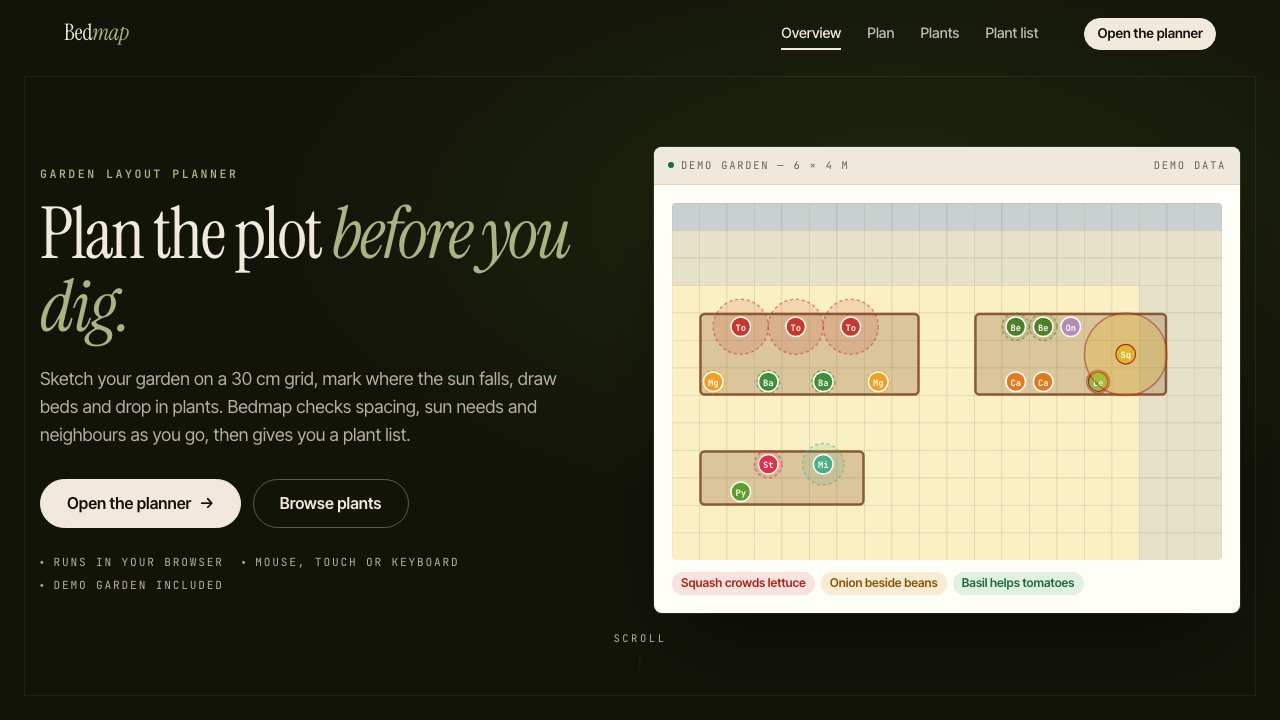 Bedmap
Overview
Plan
Plants
Plant list
Open the planner
GARDEN LAYOUT PLANNER
Plan the plot before you
dig.
Sketch your garden on a 30 cm grid, mark where the sun falls, draw
beds and drop in plants. Bedmap checks spacing, sun needs and
neighbours as you go, then gives you a plant list.
Open the planner →
Browse plants
RUNS IN YOUR BROWSER
MOUSE, TOUCH OR KEYBOARD
DEMO GARDEN INCLUDED
DEMO GARDEN — 6 × 4 M
DEMO DATA
To To To
Mg Ba Ba Mg
Be Be On
Sq
Ca Ca Le
St Mi
Py
Squash crowds lettuce
Onion beside beans
Basil helps tomatoes
SCROLL